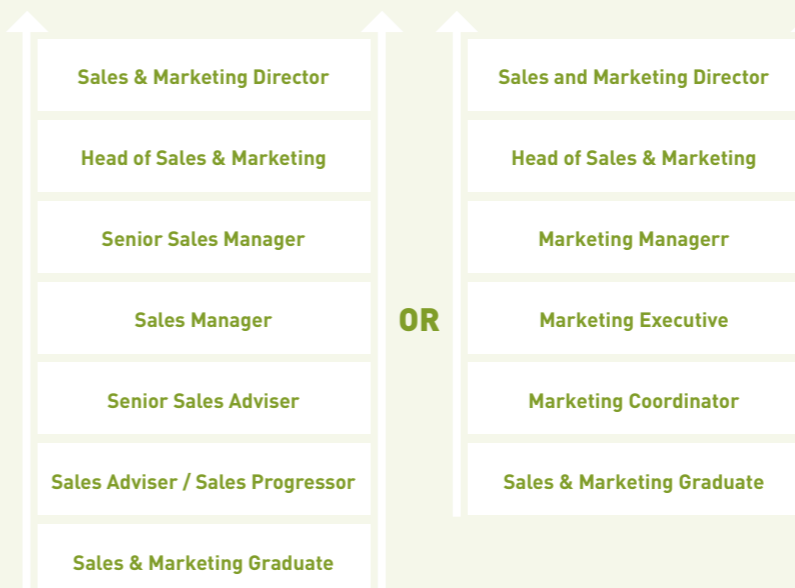 Sales & Marketing Director
Head of Sales & Marketing
Senior Sales Manager
Sales Manager
Senior Sales Adviser
Sales Adviser / Sales Progressor
Sales & Marketing Graduate
OR
Sales and Marketing Director
Head of Sales & Marketing
Marketing Managerr
Marketing Executive
Marketing Coordinator
Sales & Marketing Graduate